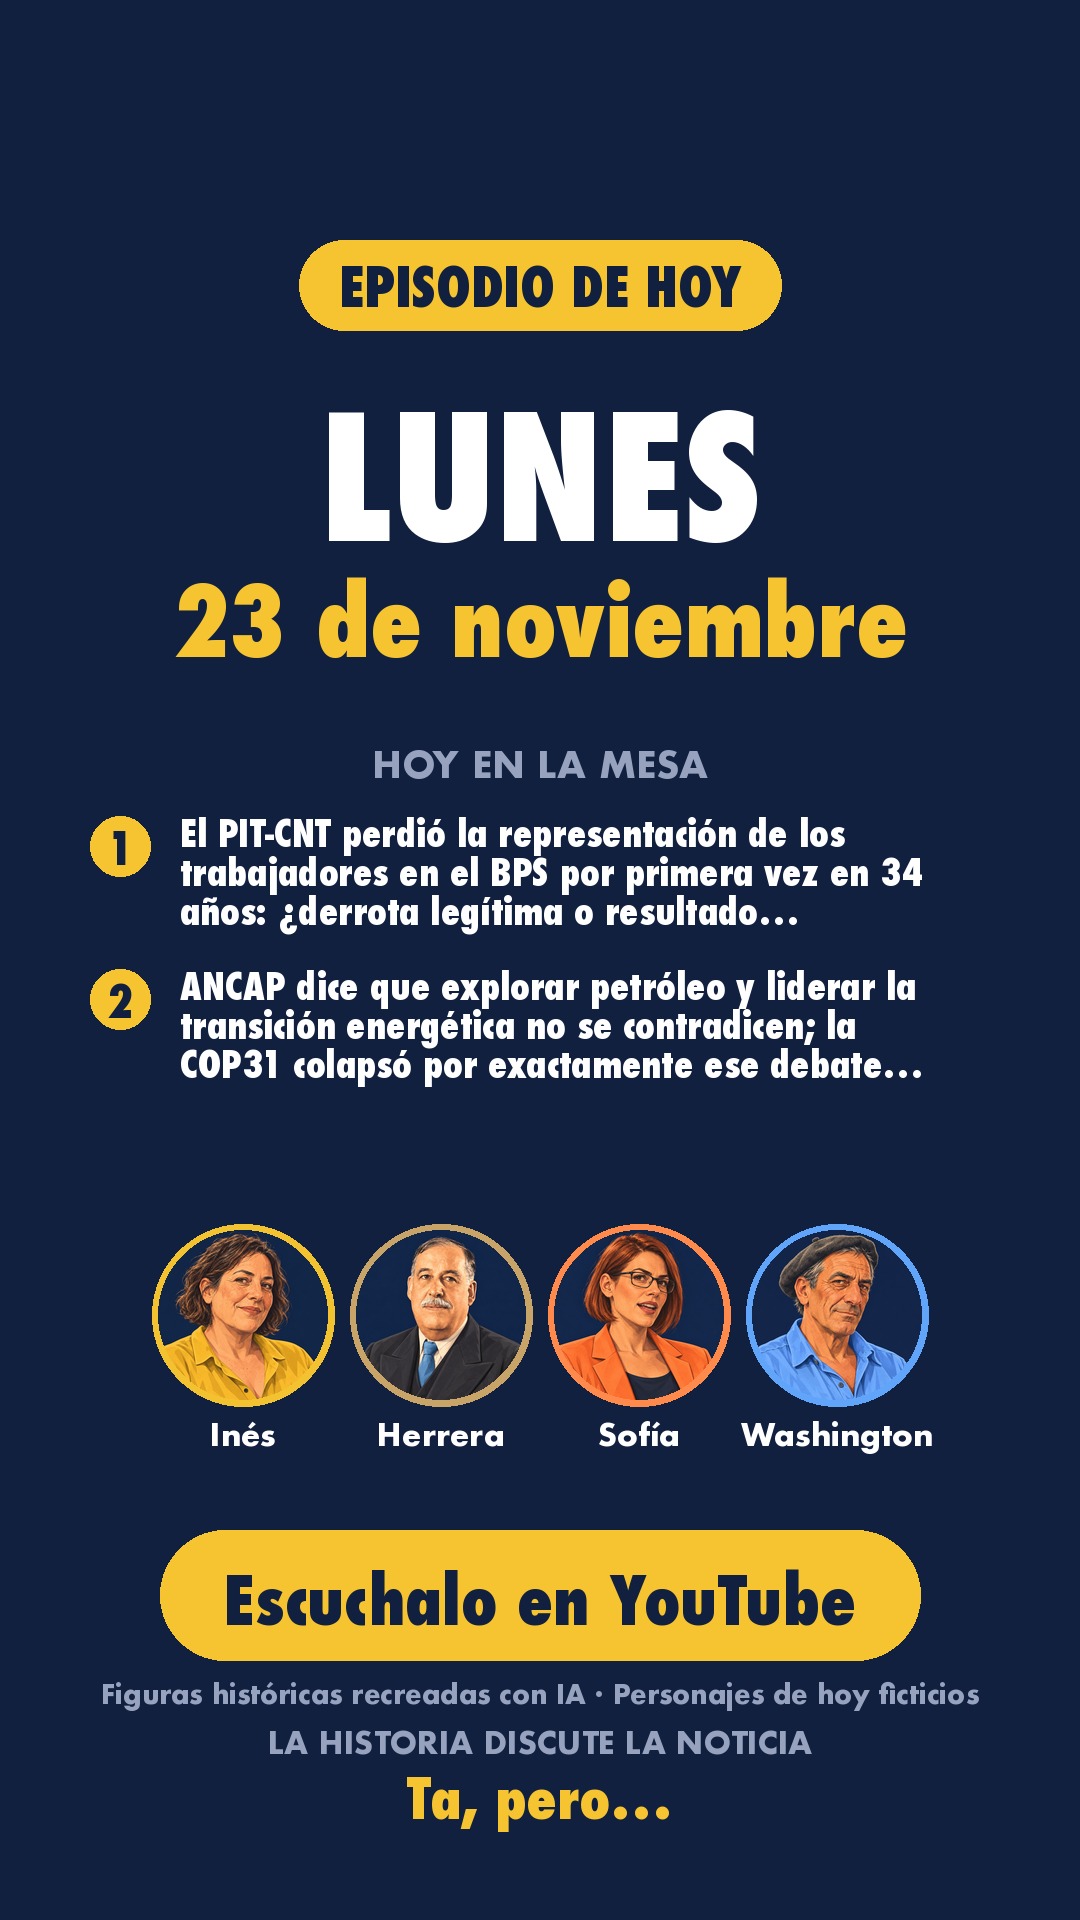 EPISODIO DE HOY
LUNES
23 de noviembre
HOY EN LA MESA
1
El PIT-CNT perdió la representación de los
trabajadores en el BPS por primera vez en 34
años: ¿derrota legítima o resultado...
2
ANCAP dice que explorar petróleo y liderar la
transición energética no se contradicen; la
COP31 colapsó por exactamente ese debate...
Inés
Herrera
Sofía
Washington
Escuchalo en YouTube
Figuras históricas recreadas con IA · Personajes de hoy ficticios
LA HISTORIA DISCUTE LA NOTICIA
Ta, pero...